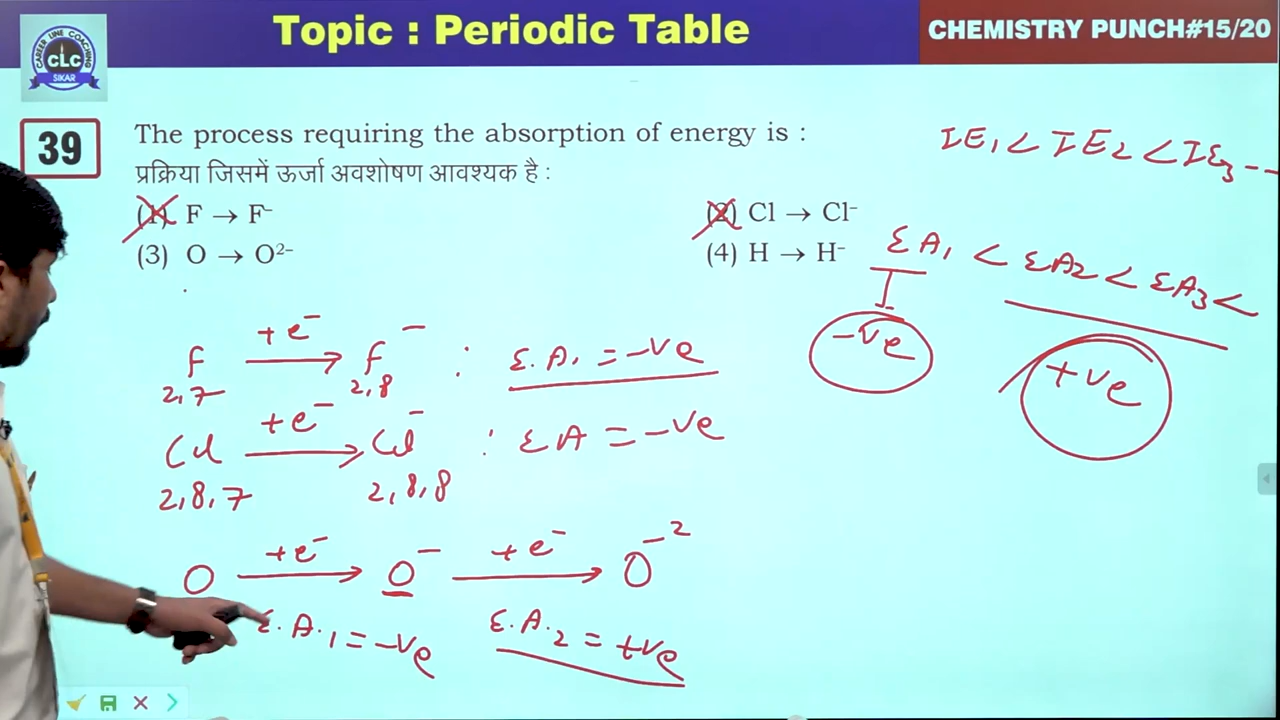 Topic : Periodic Table
CHEMISTRY PUNCH#15/20
CAREER LINE COACHING
CLC
SIKAR
39
The process requiring the absorption of energy is :
प्रक्रिया जिसमें ऊर्जा अवशोषण आवश्यक है :
(1) F → F⁻
(2) Cl → Cl⁻
(3) O → O²⁻
(4) H → H⁻
IE₁ < IE₂ < IE₃ ---
EA₁ < EA₂ < EA₃ <
-ve
+ve
F +e⁻ → F⁻ : E.A₁ = -ve
2,7 2,8
Cl +e⁻ → Cl⁻ : EA = -ve
2,8,7 2,8,8
O +e⁻ → O⁻ +e⁻ → O⁻²
E.A.₁ = -ve E.A.₂ = +ve